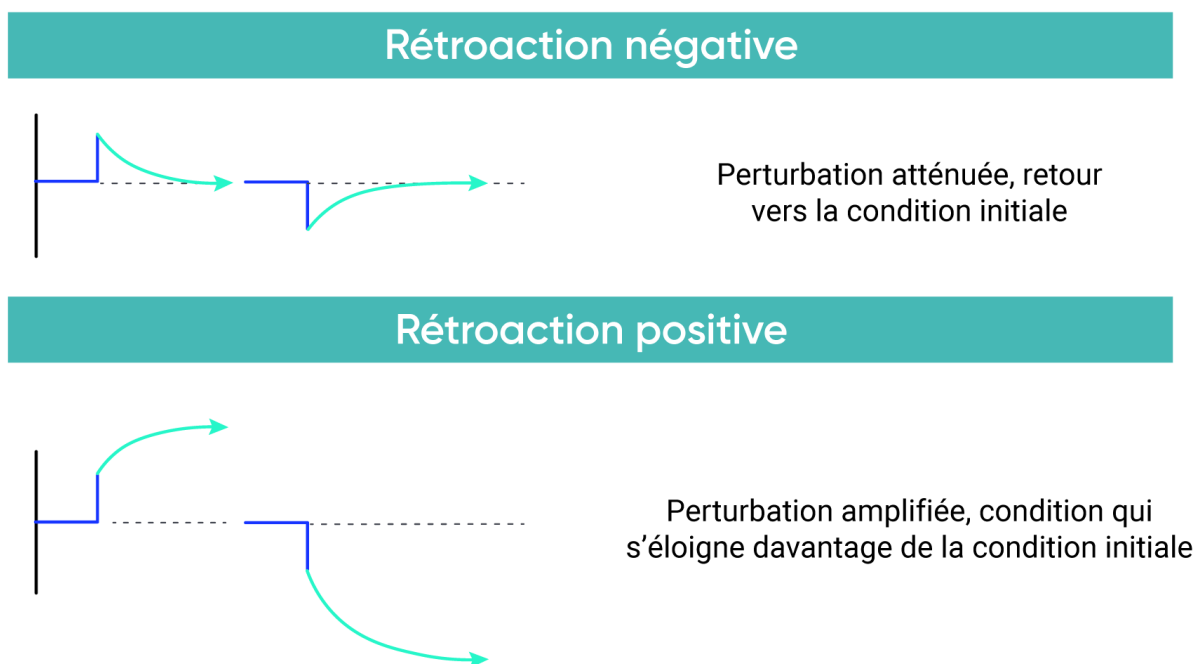 Rétroaction négative
Perturbation atténuée, retour
vers la condition initiale
Rétroaction positive
Perturbation amplifiée, condition qui
s’éloigne davantage de la condition initiale